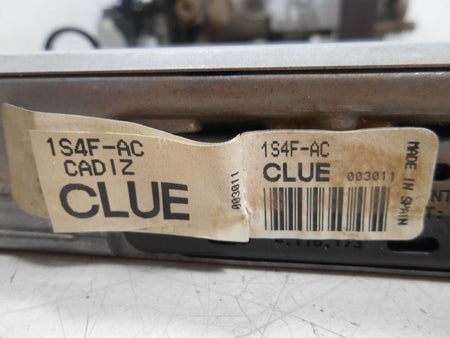 1S4F-AC
CADIZ
CLUE
003011
1S4F-AC
CLUE 003011
MADE IN SPAIN